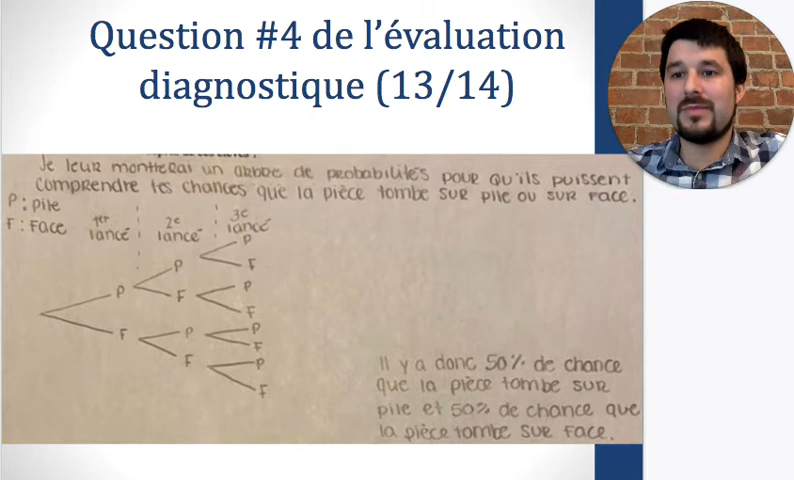 Question #4 de l'évaluation
diagnostique (13/14)
Je leur montrerai un arbre de probabilités pour qu'ils puissent
comprendre les chances que la pièce tombe sur pile ou sur face.
P : Pile
F : Face
1er lancé
2e lancé
3e lancé
P
F
P
F
P
F
P
F
P
F
P
F
P
F
Il y a donc 50% de chance
que la pièce tombe sur
pile et 50% de chance que
la pièce tombe sur face.